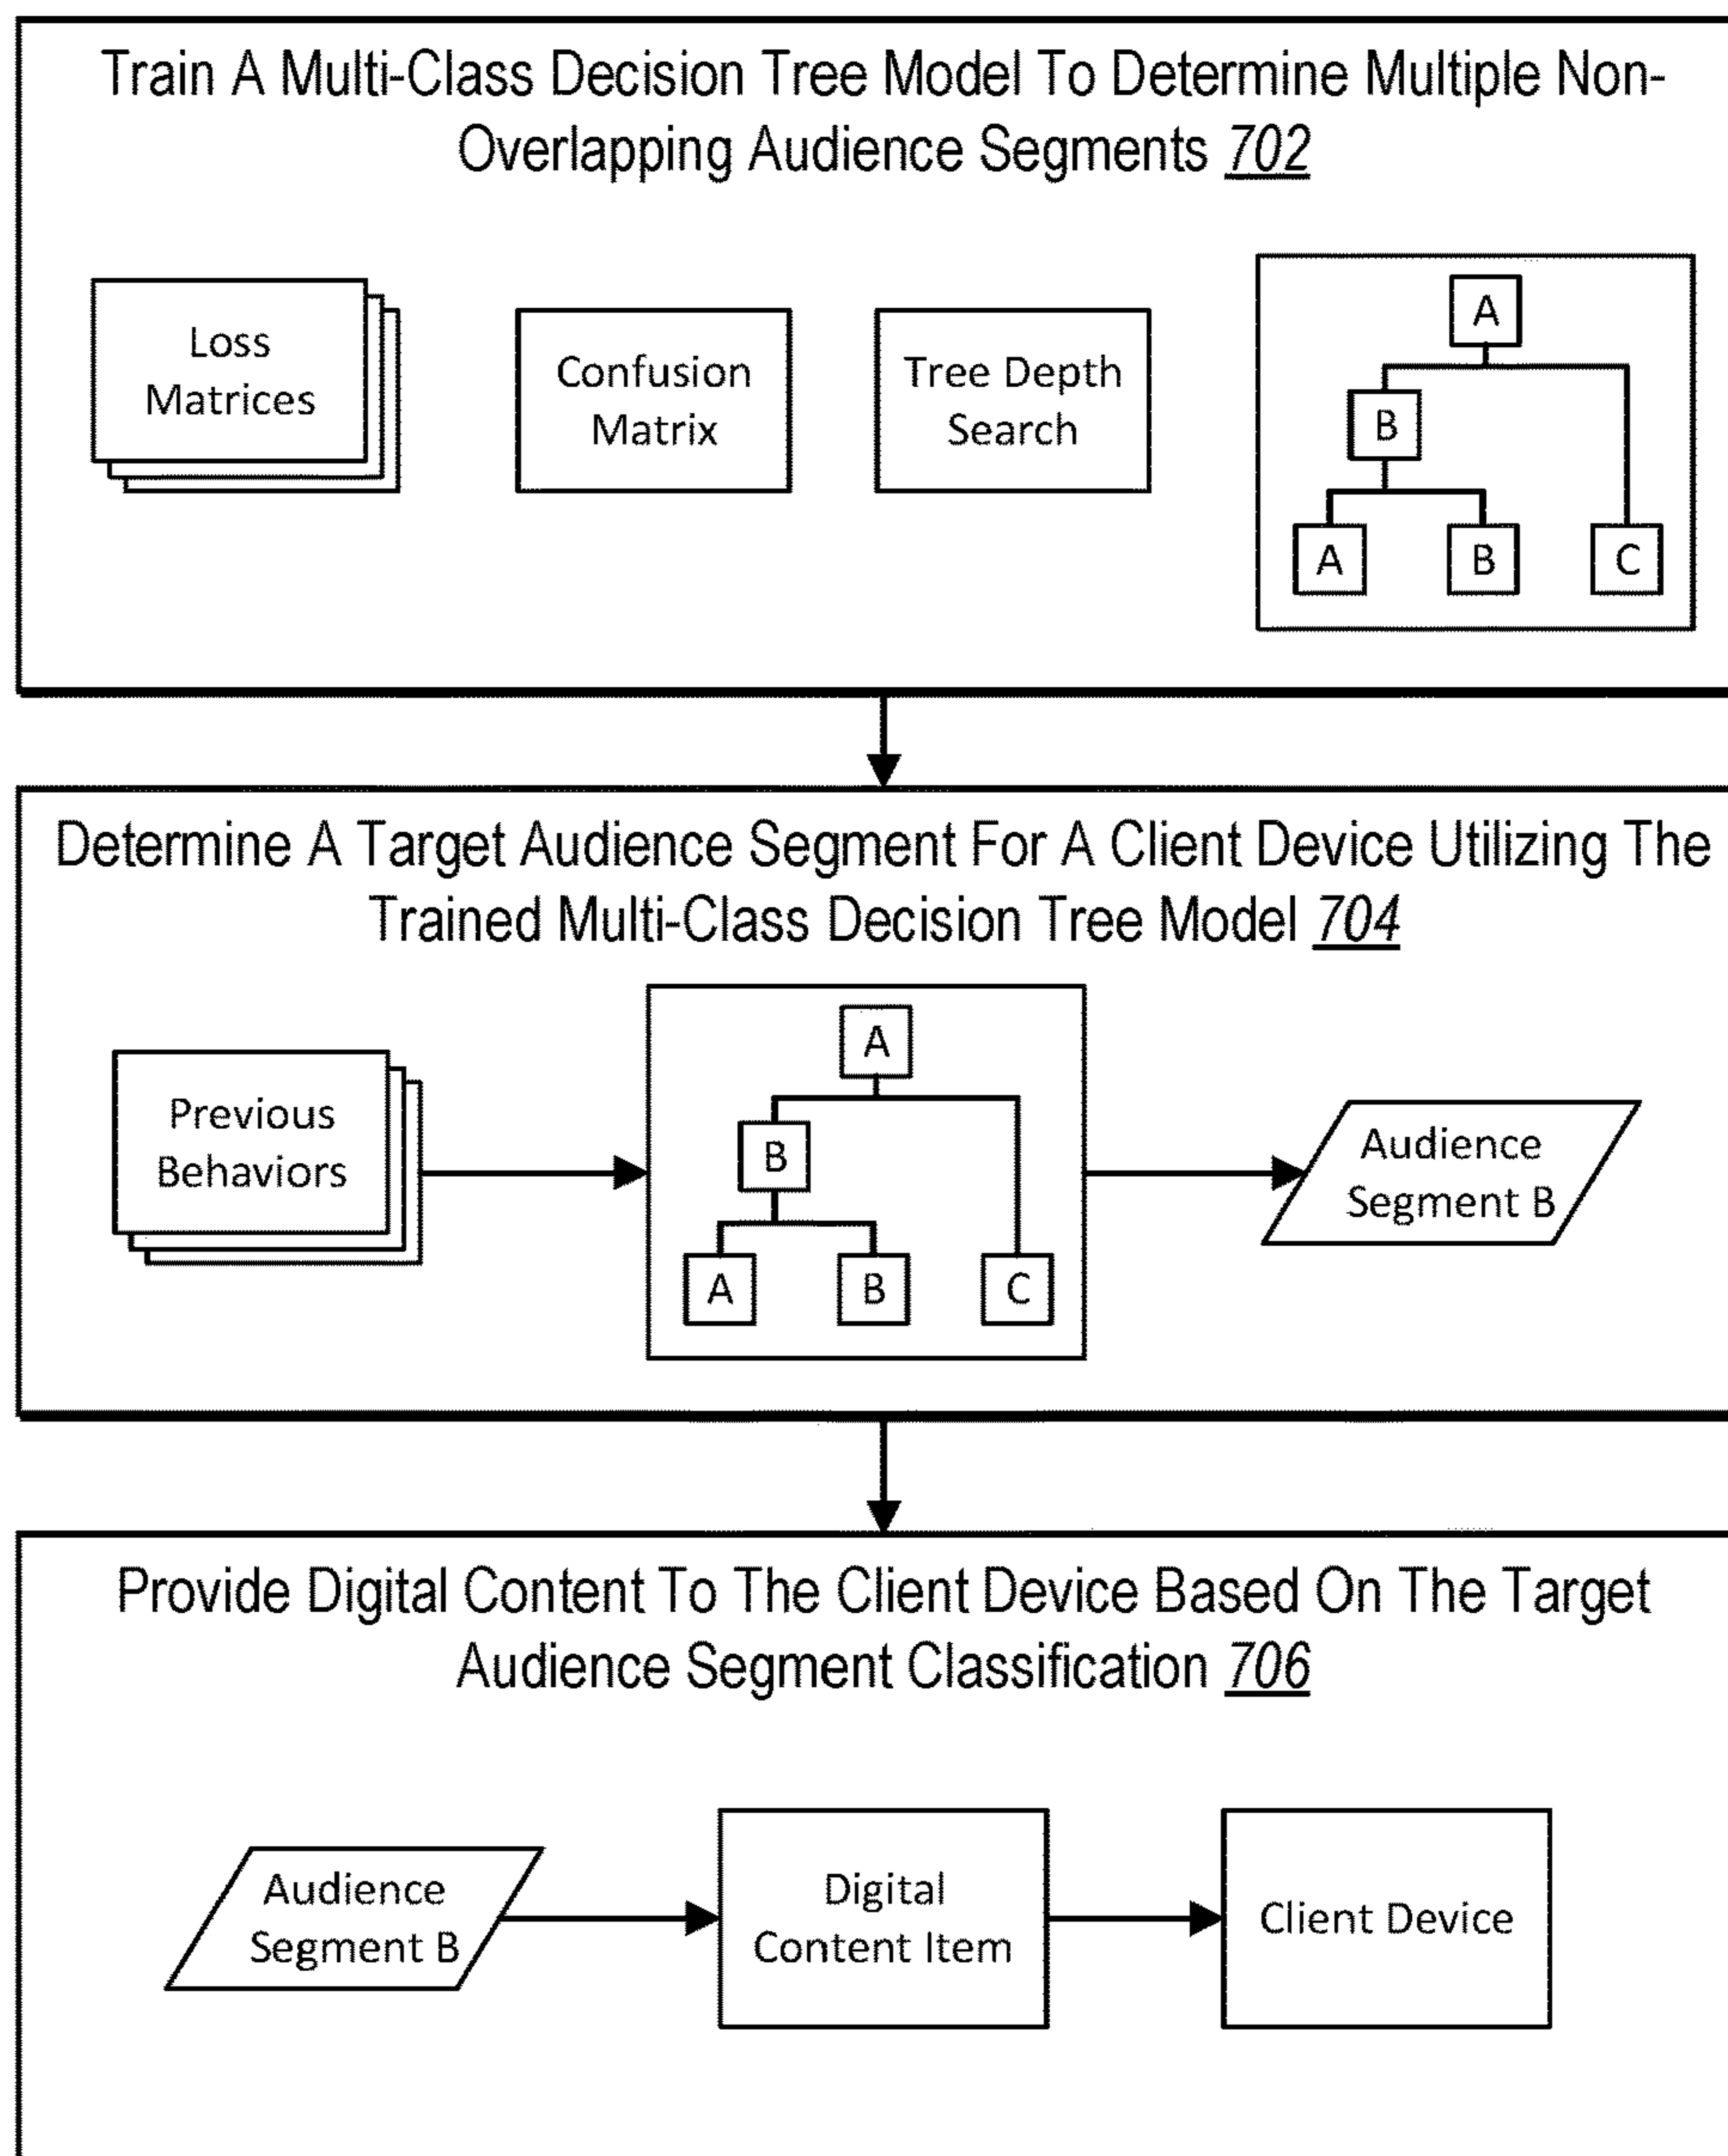 Train A Multi-Class Decision Tree Model To Determine Multiple Non-
Overlapping Audience Segments 702
Loss
Matrices
Confusion
Matrix
Tree Depth
Search
A
B
A
B
C
Determine A Target Audience Segment For A Client Device Utilizing The
Trained Multi-Class Decision Tree Model 704
Previous
Behaviors
A
B
A
B
C
Audience
Segment B
Provide Digital Content To The Client Device Based On The Target
Audience Segment Classification 706
Audience
Segment B
Digital
Content Item
Client Device